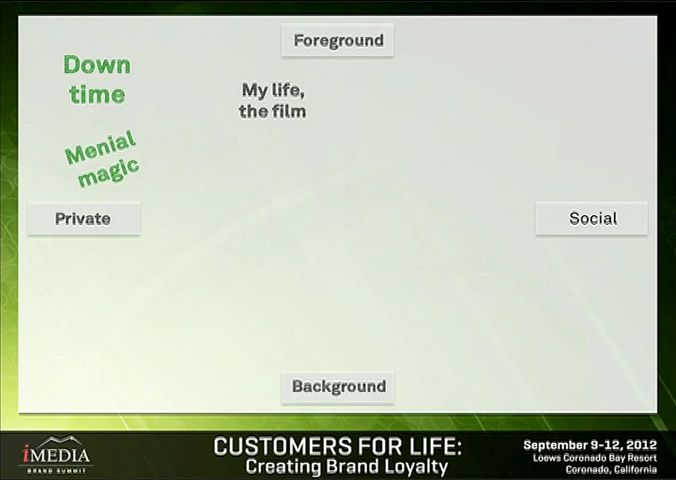 Foreground
Down
time
My life,
the film
Menial
magic
Private
Social
Background
iMEDIA
BRAND SUMMIT
CUSTOMERS FOR LIFE:
Creating Brand Loyalty
September 9-12, 2012
Loews Coronado Bay Resort
Coronado, California